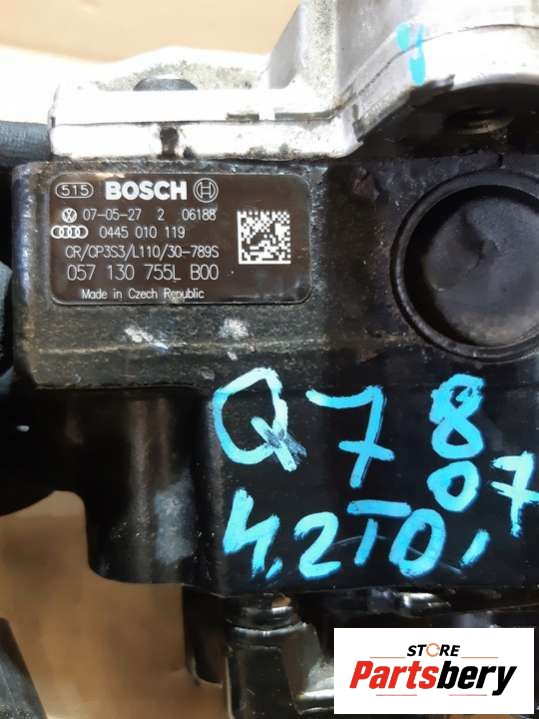 515 BOSCH
07-05-27 2 06188
0445 010 119
CR/CP3S3/L110/30-789S
057 130 755L B00
Made in Czech Republic
Q7 8
07
4,2TD,
STORE
Partsbery